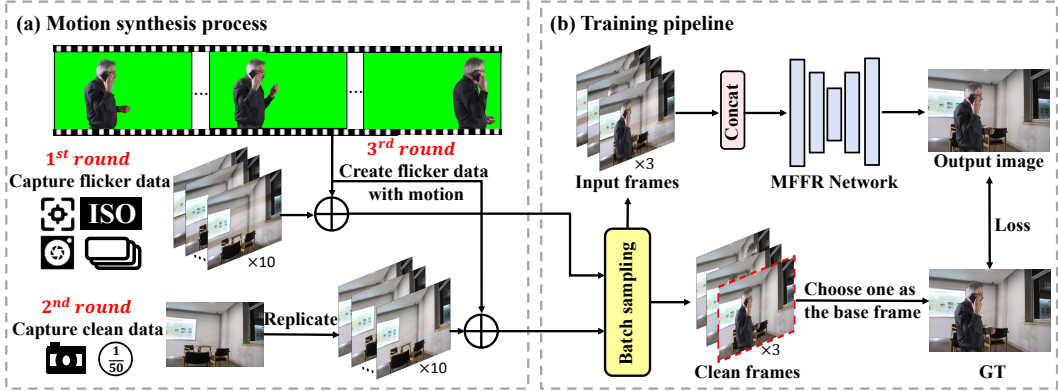 (a) Motion synthesis process
... ...
1st round
Capture flicker data
ISO
... ×10
3rd round
Create flicker data
with motion
2nd round
Capture clean data
1/50
Replicate
... ×10
(b) Training pipeline
×3
Input frames
Concat
MFFR Network
Output image
Loss
Batch sampling
×3
Clean frames
Choose one as
the base frame
GT